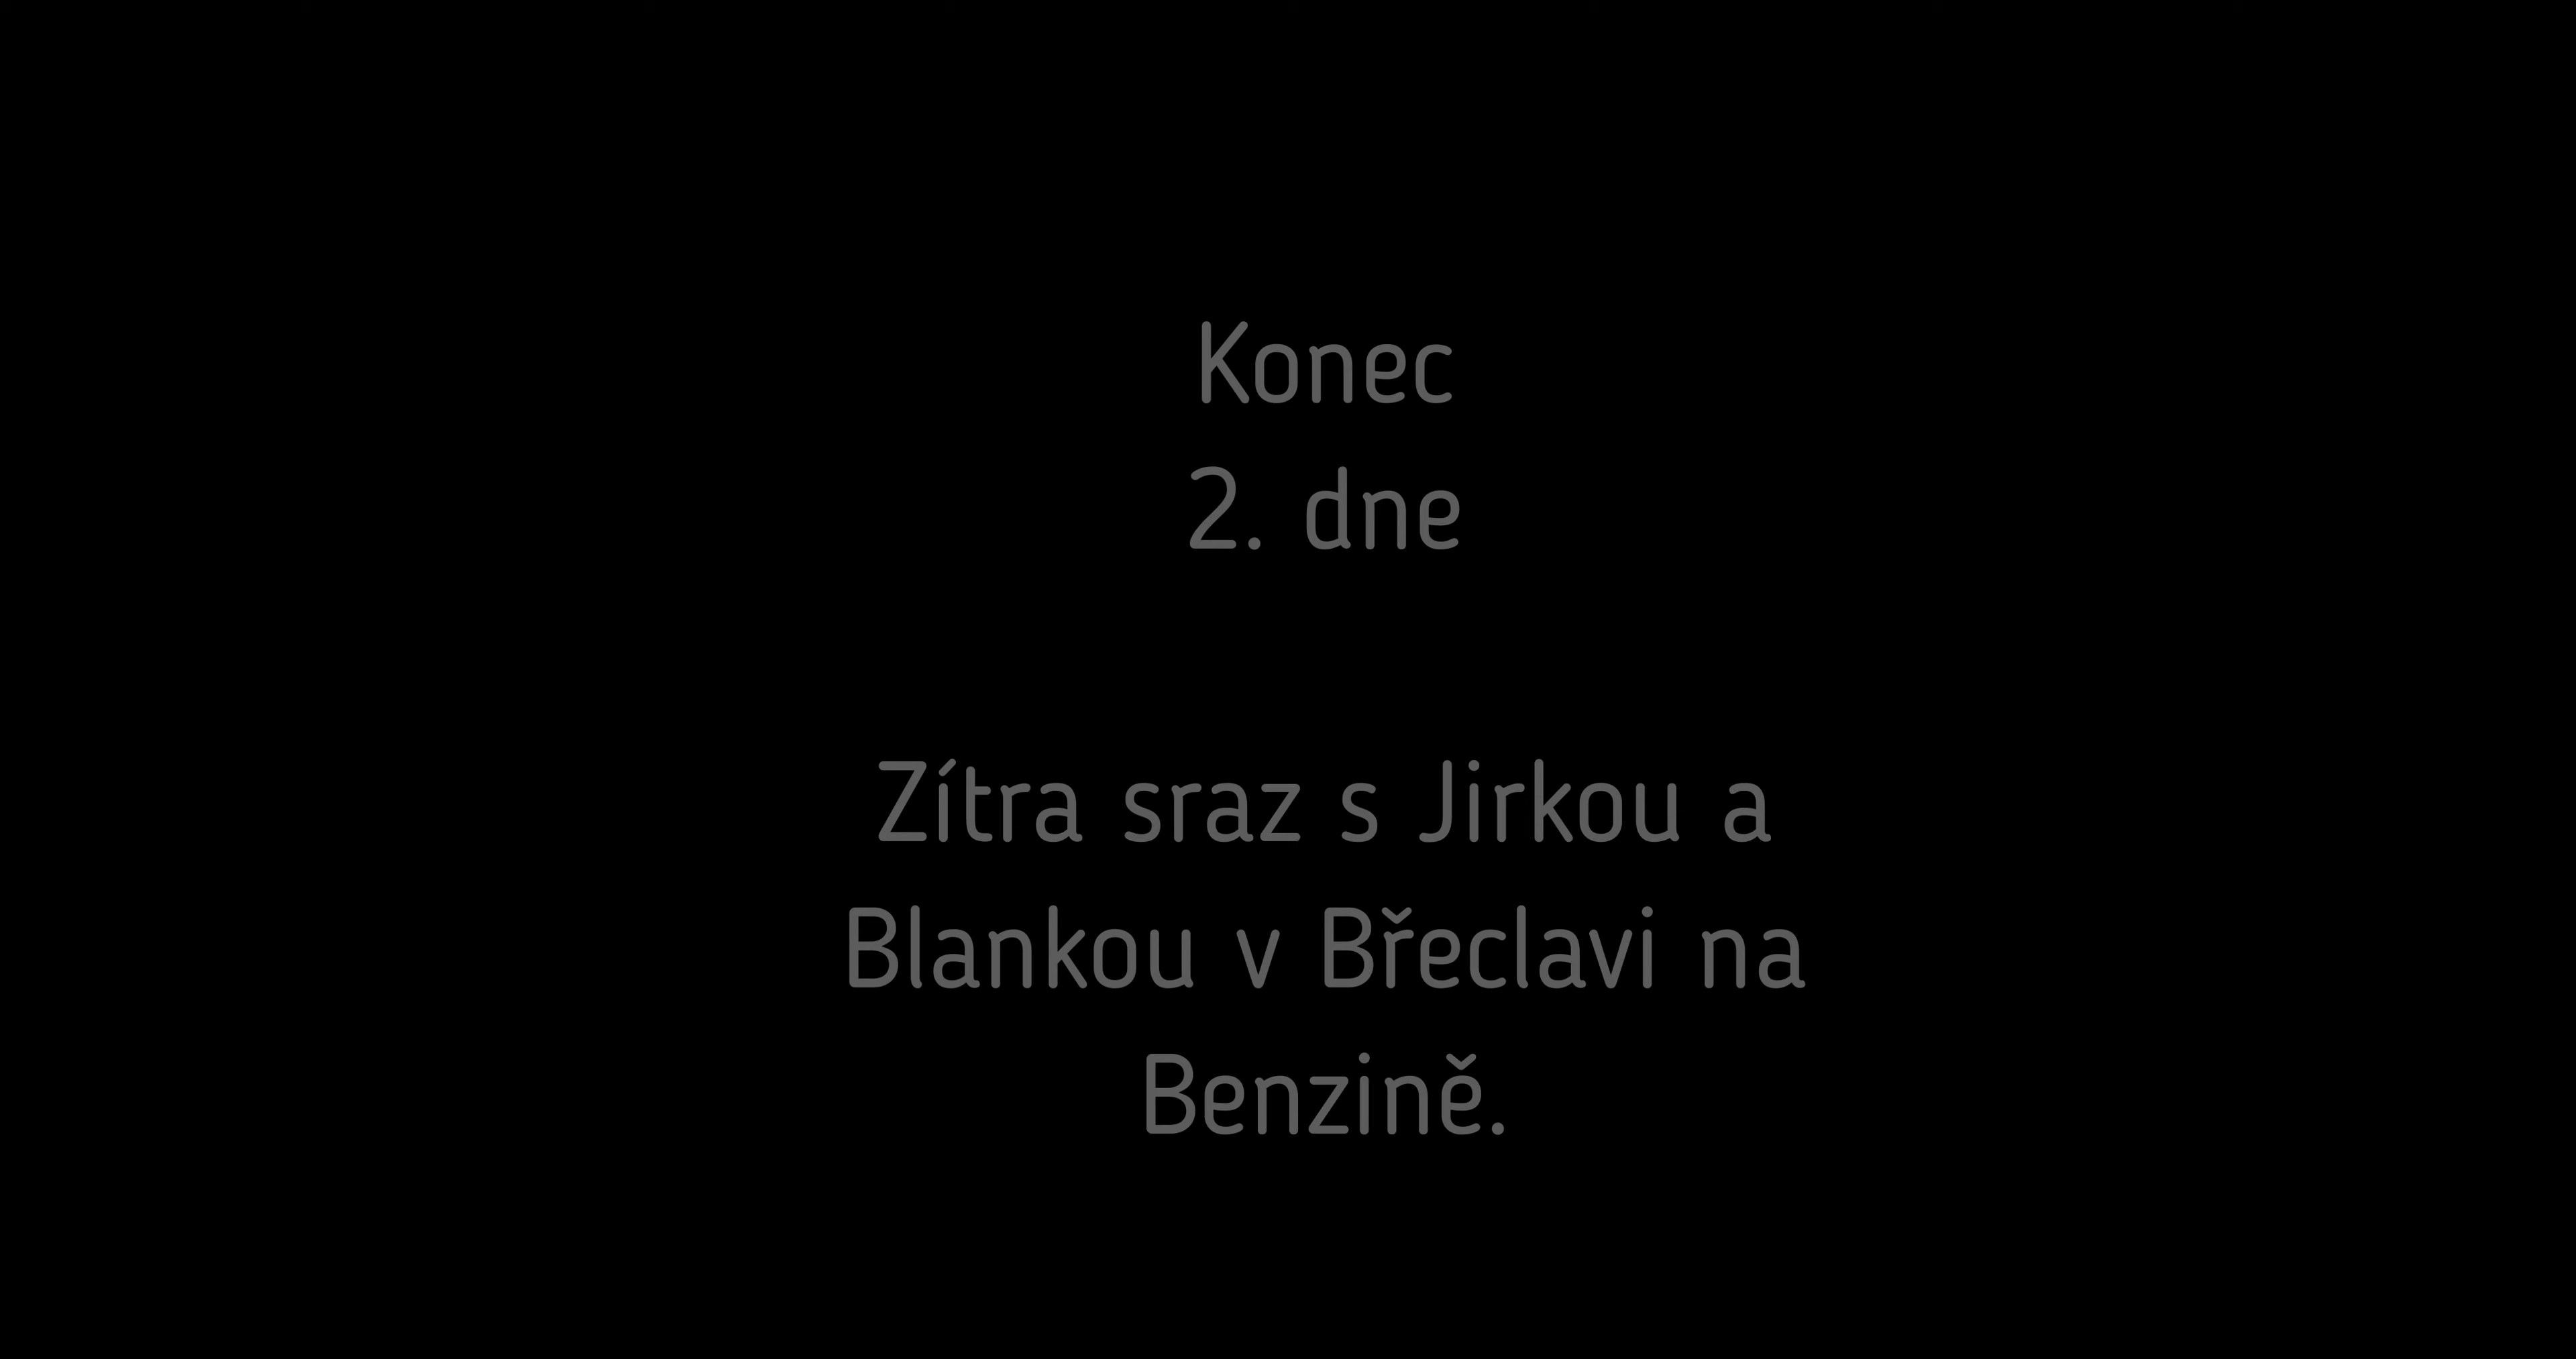 Konec
2. dne
Zítra sraz s Jirkou a
Blankou v Břeclavi na
Benzině.